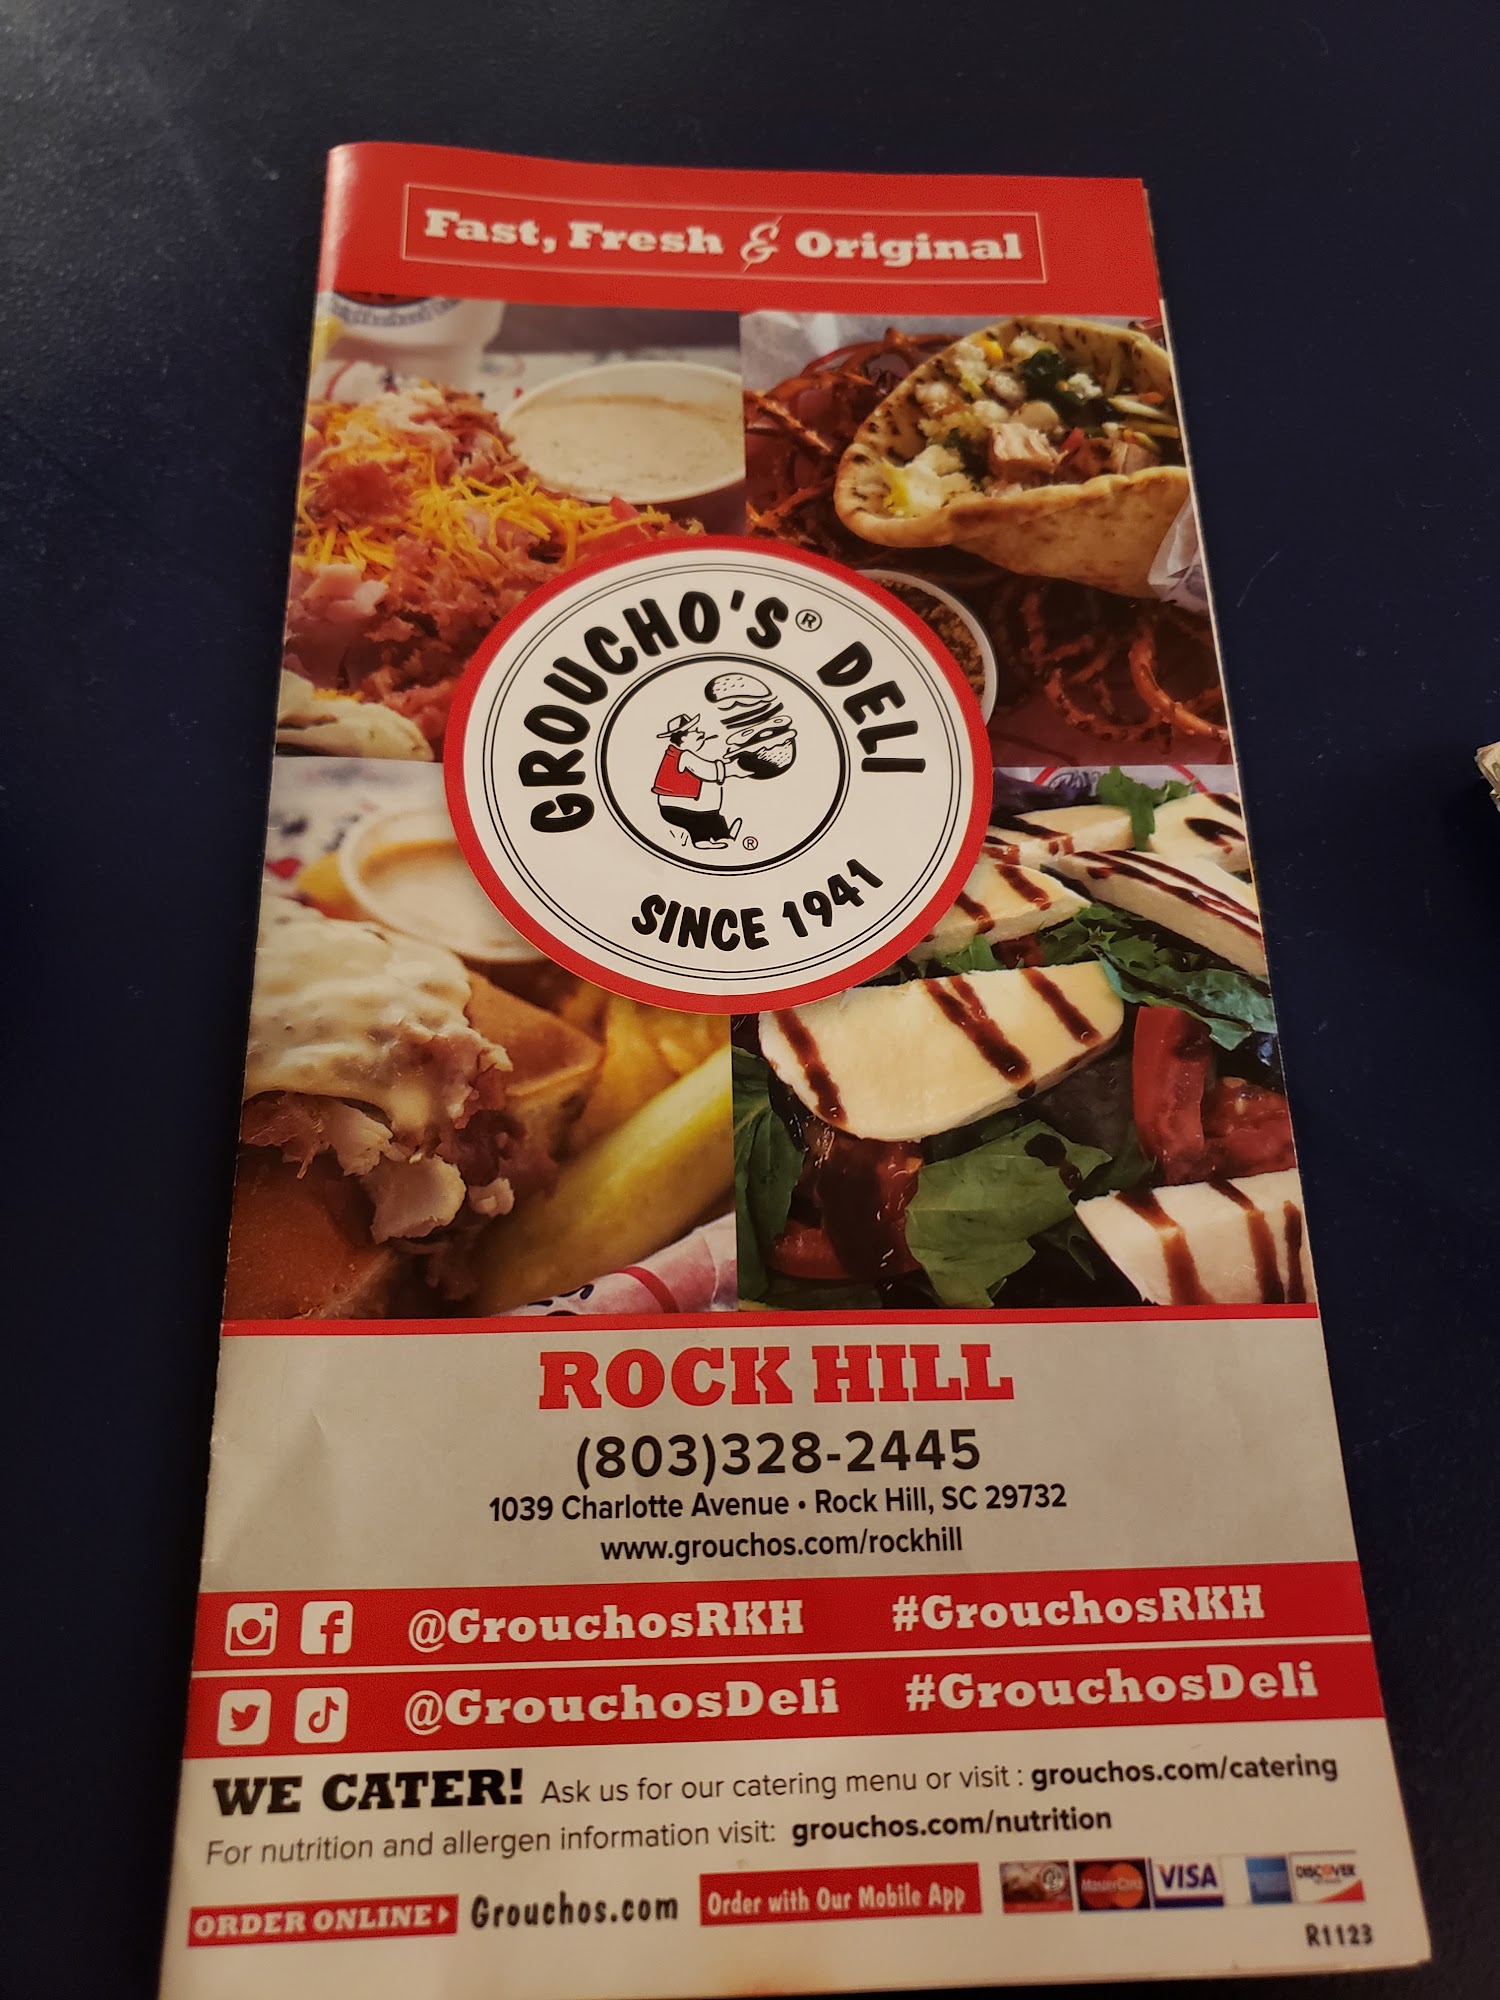 Fast, Fresh & Original
GROUCHO'S® DELI
®
SINCE 1941
ROCK HILL
(803)328-2445
1039 Charlotte Avenue • Rock Hill, SC 29732
www.grouchos.com/rockhill
@GrouchosRKH #GrouchosRKH
@GrouchosDeli #GrouchosDeli
WE CATER! Ask us for our catering menu or visit : grouchos.com/catering
For nutrition and allergen information visit: grouchos.com/nutrition
ORDER ONLINE Grouchos.com Order with Our Mobile App MasterCard VISA DISCOVER
R1123